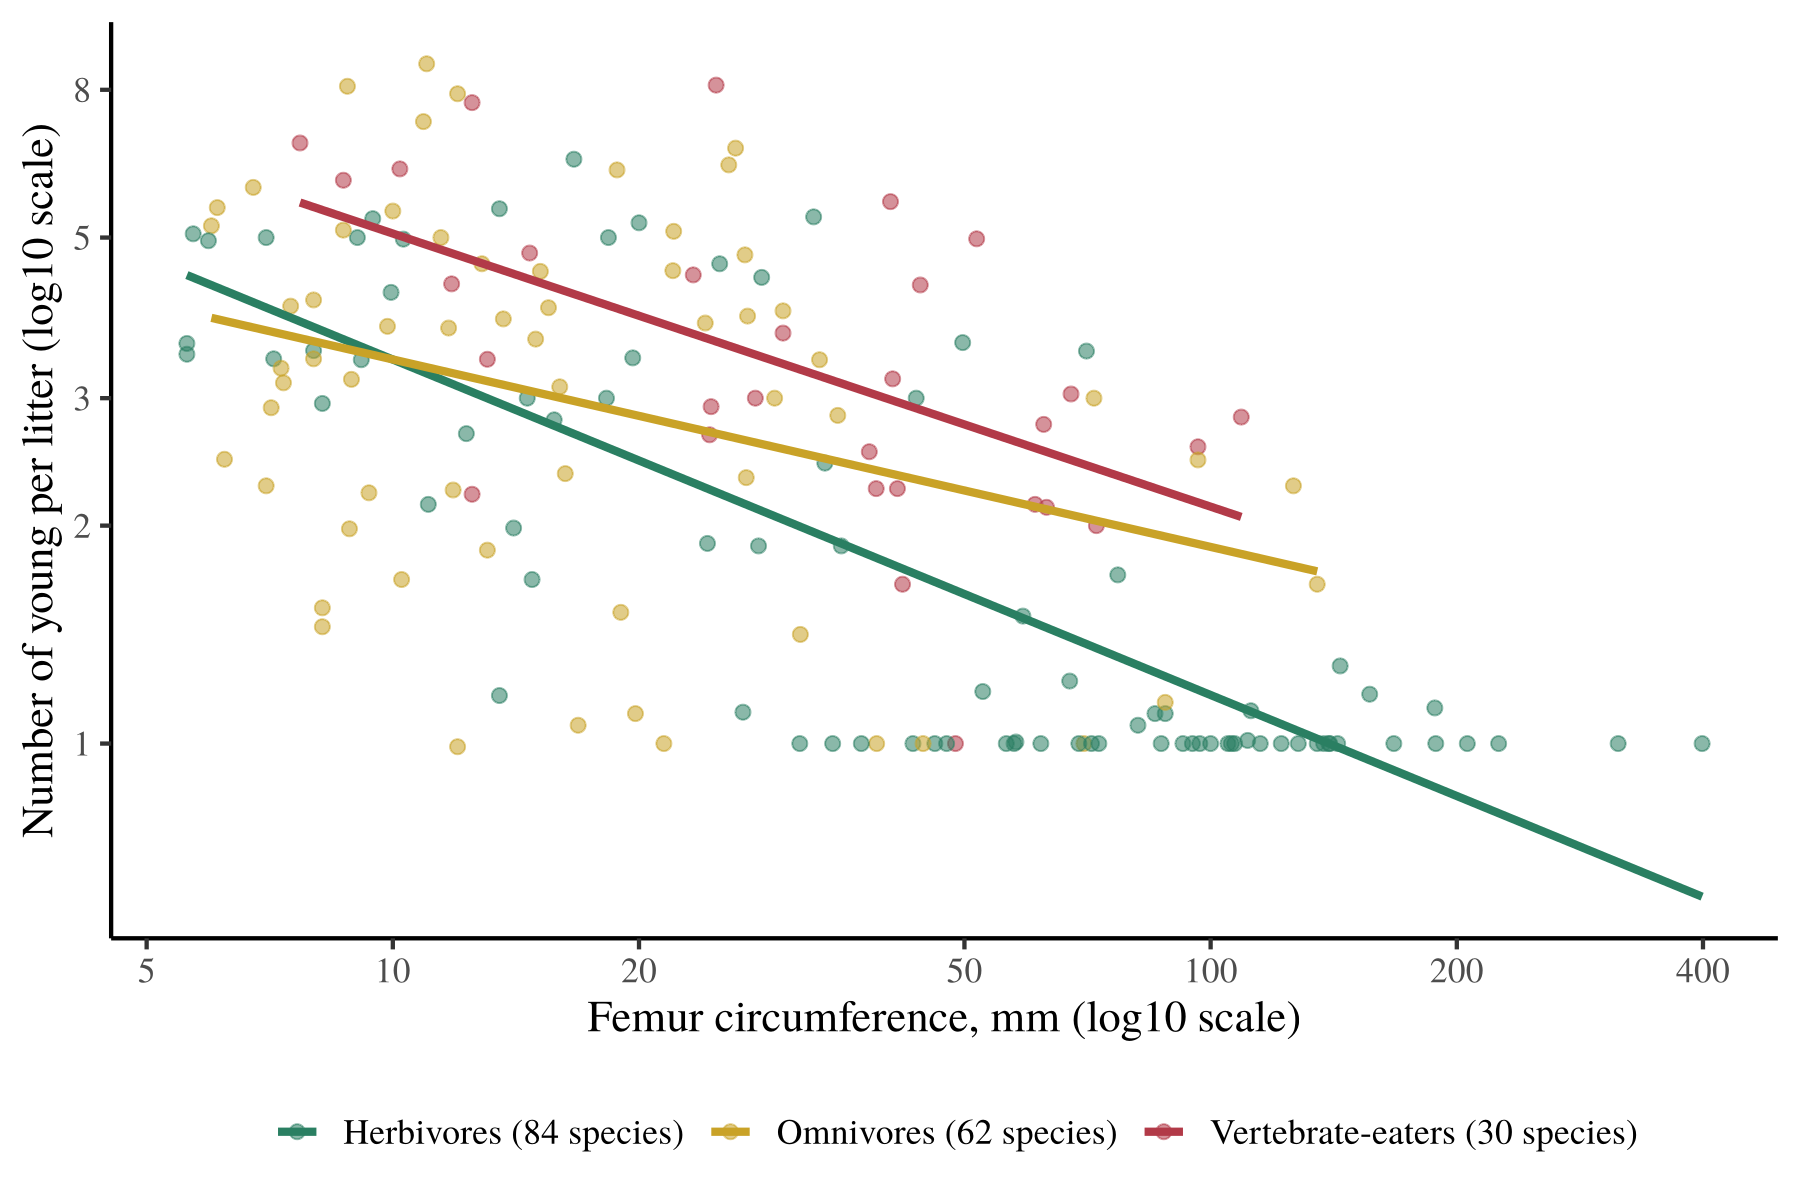 Number of young per litter (log10 scale)
8
5
3
2
1
5 10 20 50 100 200 400
Femur circumference, mm (log10 scale)
Herbivores (84 species) Omnivores (62 species) Vertebrate-eaters (30 species)